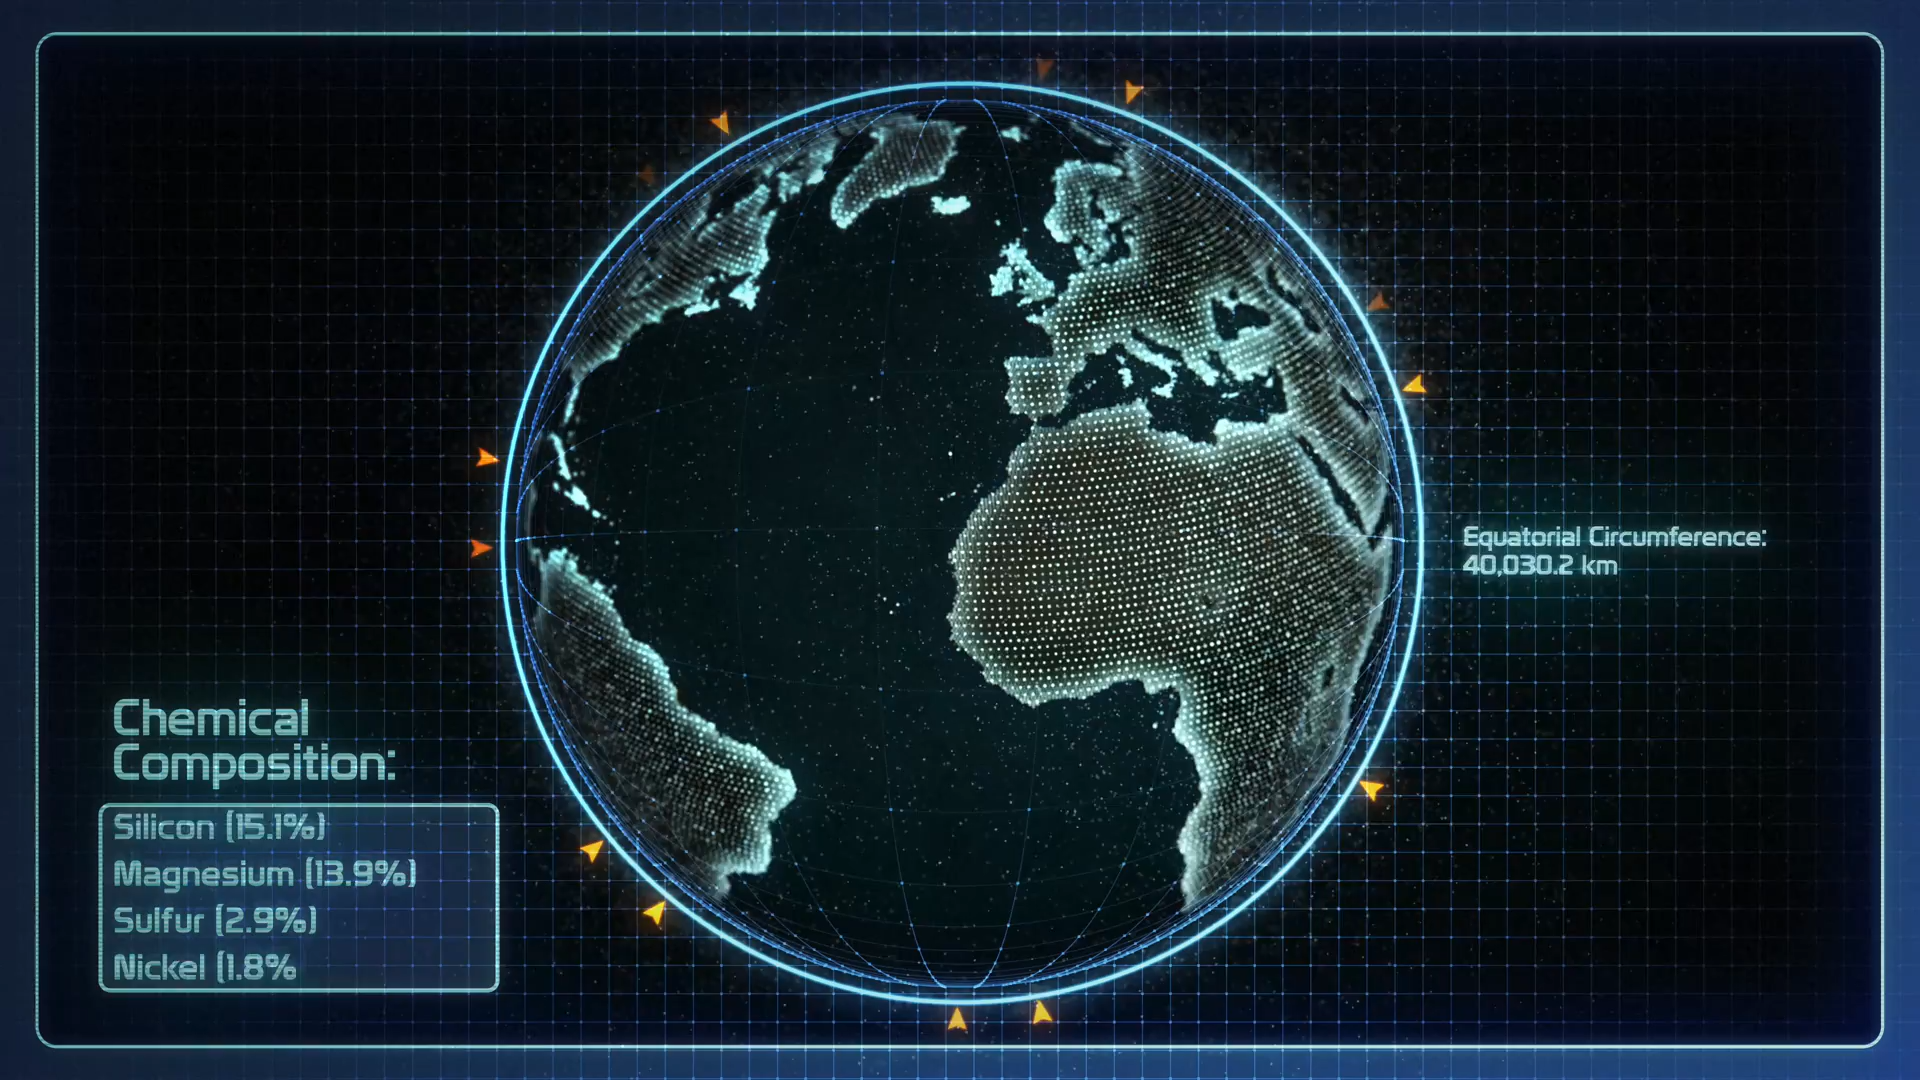 Equatorial Circumference:
40,030.2 km
Chemical
Composition:
Silicon (15.1%)
Magnesium (13.9%)
Sulfur (2.9%)
Nickel (1.8%